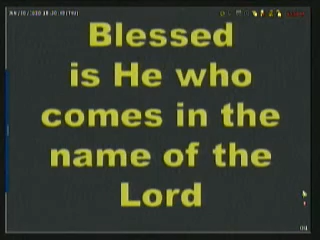 Blessed
is He who
comes in the
name of the
Lord